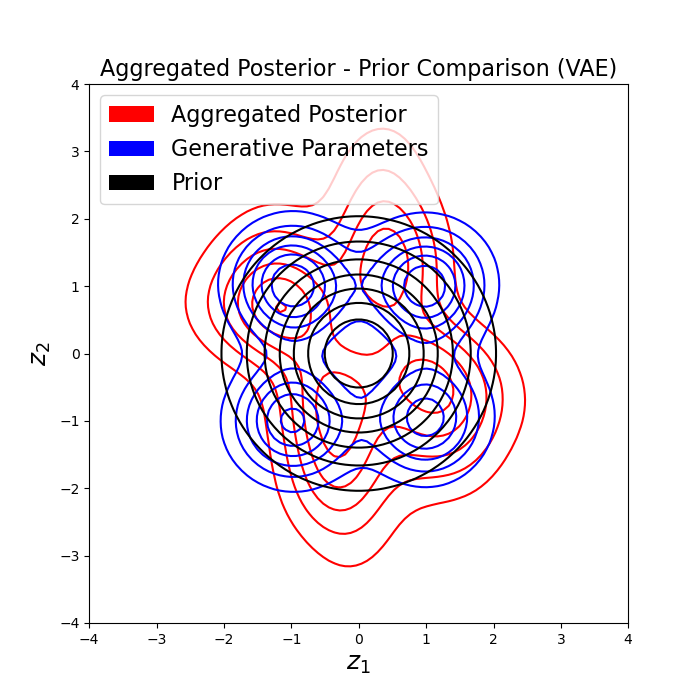 Aggregated Posterior - Prior Comparison (VAE)
Aggregated Posterior
Generative Parameters
Prior
4
3
2
1
0
−1
−2
−3
−4
z2
−4 −3 −2 −1 0 1 2 3 4
z1